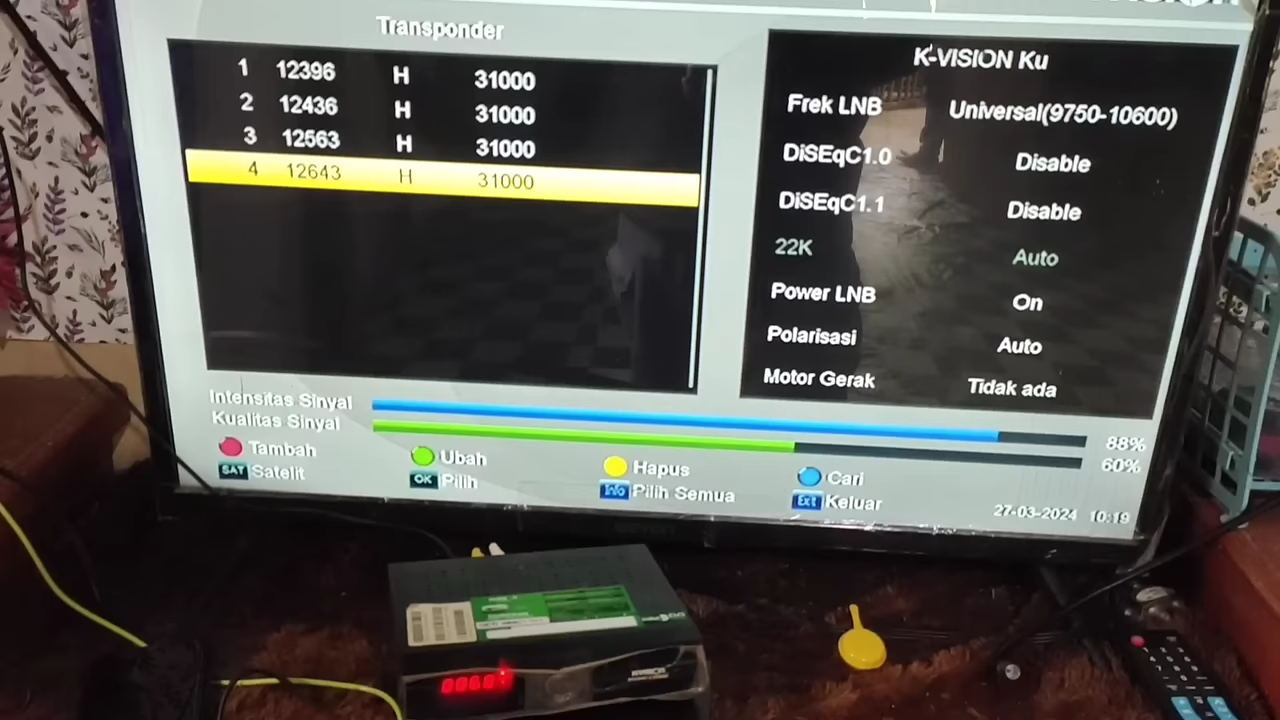 Transponder
1 12396 H 31000
2 12436 H 31000
3 12563 H 31000
4 12643 H 31000
K-VISION Ku
Frek LNB Universal(9750-10600)
DiSEqC1.0 Disable
DiSEqC1.1 Disable
22K Auto
Power LNB On
Polarisasi Auto
Motor Gerak Tidak ada
Intensitas Sinyal 88%
Kualitas Sinyal 60%
Tambah Ubah Hapus Cari
SAT Satelit OK Pilih Info Pilih Semua Exit Keluar
27-03-2024 10:19